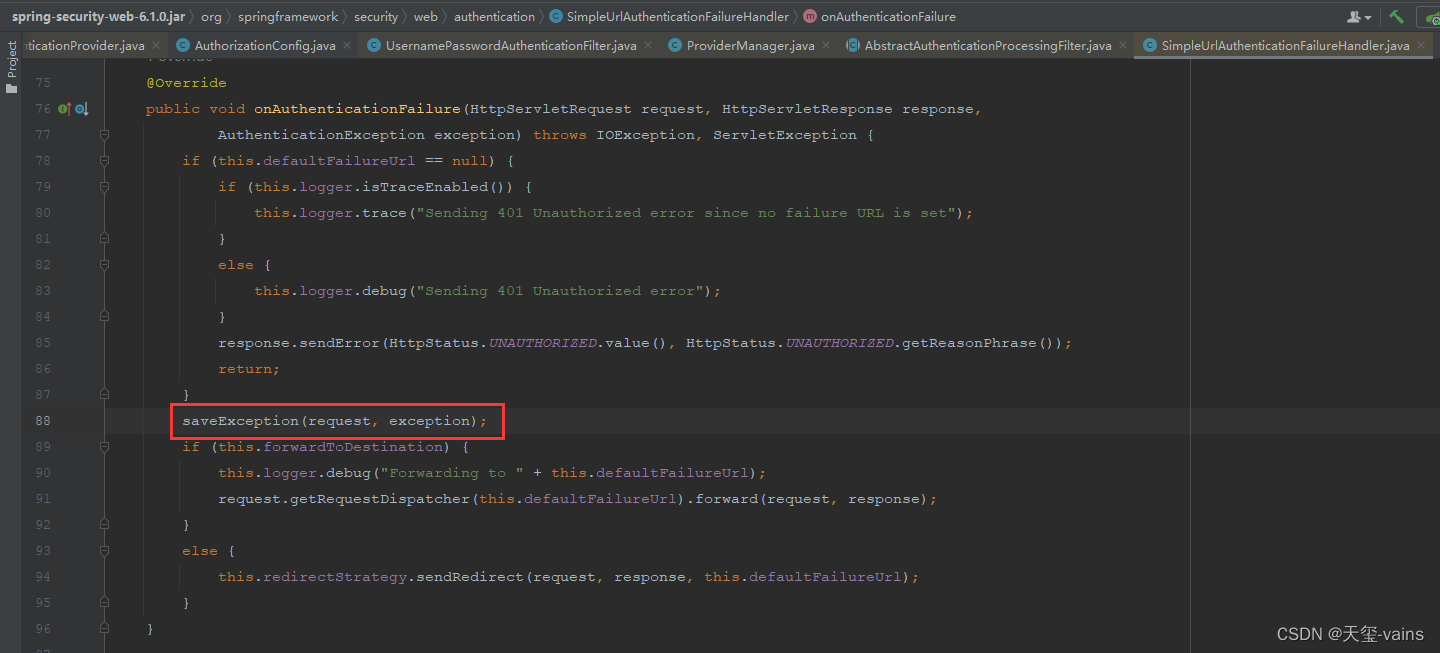 spring-security-web-6.1.0.jar 〉 org 〉 springframework 〉 security 〉 web 〉 authentication 〉 SimpleUrlAuthenticationFailureHandler 〉 onAuthenticationFailure
ticationProvider.java × AuthorizationConfig.java × UsernamePasswordAuthenticationFilter.java × ProviderManager.java × AbstractAuthenticationProcessingFilter.java × SimpleUrlAuthenticationFailureHandler.java ×
Project
75 @Override
76 public void onAuthenticationFailure(HttpServletRequest request, HttpServletResponse response,
77 AuthenticationException exception) throws IOException, ServletException {
78 if (this.defaultFailureUrl == null) {
79 if (this.logger.isTraceEnabled()) {
80 this.logger.trace("Sending 401 Unauthorized error since no failure URL is set");
81 }
82 else {
83 this.logger.debug("Sending 401 Unauthorized error");
84 }
85 response.sendError(HttpStatus.UNAUTHORIZED.value(), HttpStatus.UNAUTHORIZED.getReasonPhrase());
86 return;
87 }
88 saveException(request, exception);
89 if (this.forwardToDestination) {
90 this.logger.debug("Forwarding to " + this.defaultFailureUrl);
91 request.getRequestDispatcher(this.defaultFailureUrl).forward(request, response);
92 }
93 else {
94 this.redirectStrategy.sendRedirect(request, response, this.defaultFailureUrl);
95 }
96 }
CSDN @天玺-vains